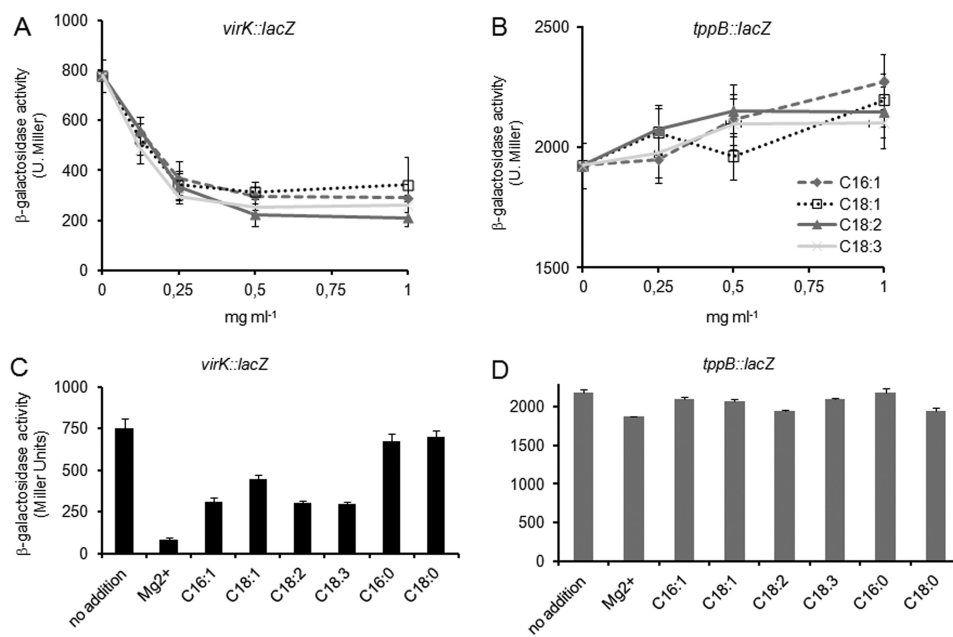 A
virK::lacZ
1000
800
600
400
200
0
β-galactosidase activity
(U. Miller)
0 0,25 0,5 0,75 1
mg ml-1
B
tppB::lacZ
2500
2000
1500
β-galactosidase activity
(U. Miller)
0 0,25 0,5 0,75 1
mg ml-1
C16:1
C18:1
C18:2
C18:3
C
virK::lacZ
1000
750
500
250
0
β-galactosidase activity
(Miller Units)
no addition
Mg2+
C16:1
C18:1
C18:2
C18.3
C16:0
C18:0
D
tppB::lacZ
2000
1500
1000
500
0
no addition
Mg2+
C16:1
C18:1
C18:2
C18.3
C16:0
C18:0